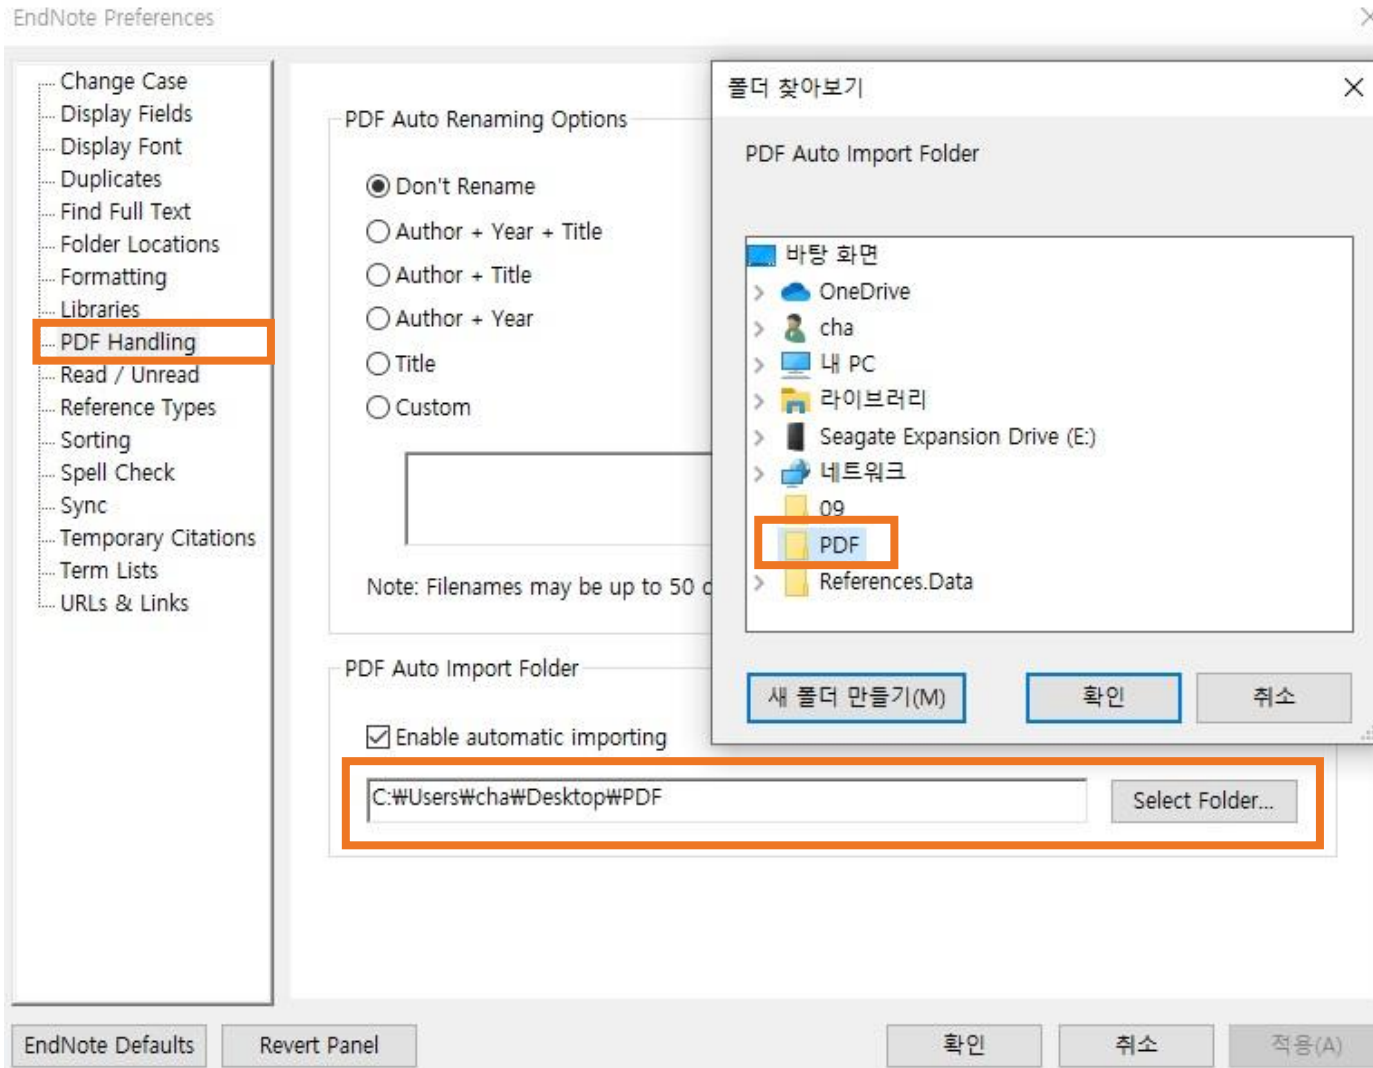 EndNote Preferences
Change Case
Display Fields
Display Font
Duplicates
Find Full Text
Folder Locations
Formatting
Libraries
PDF Handling
Read / Unread
Reference Types
Sorting
Spell Check
Sync
Temporary Citations
Term Lists
URLs & Links
PDF Auto Renaming Options
Don't Rename
Author + Year + Title
Author + Title
Author + Year
Title
Custom
Note: Filenames may be up to 50 c
PDF Auto Import Folder
Enable automatic importing
C:₩Users₩cha₩Desktop₩PDF
Select Folder...
폴더 찾아보기
PDF Auto Import Folder
바탕 화면
OneDrive
cha
내 PC
라이브러리
Seagate Expansion Drive (E:)
네트워크
09
PDF
References.Data
새 폴더 만들기(M)
확인
취소
EndNote Defaults
Revert Panel
확인
취소
적용(A)